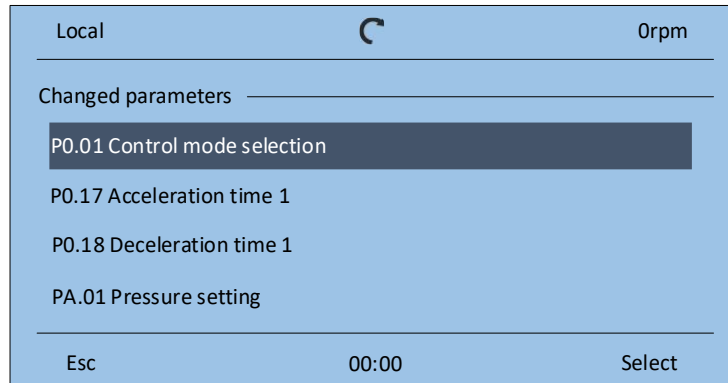 Local 0rpm
Changed parameters
P0.01 Control mode selection
P0.17 Acceleration time 1
P0.18 Deceleration time 1
PA.01 Pressure setting
Esc 00:00 Select